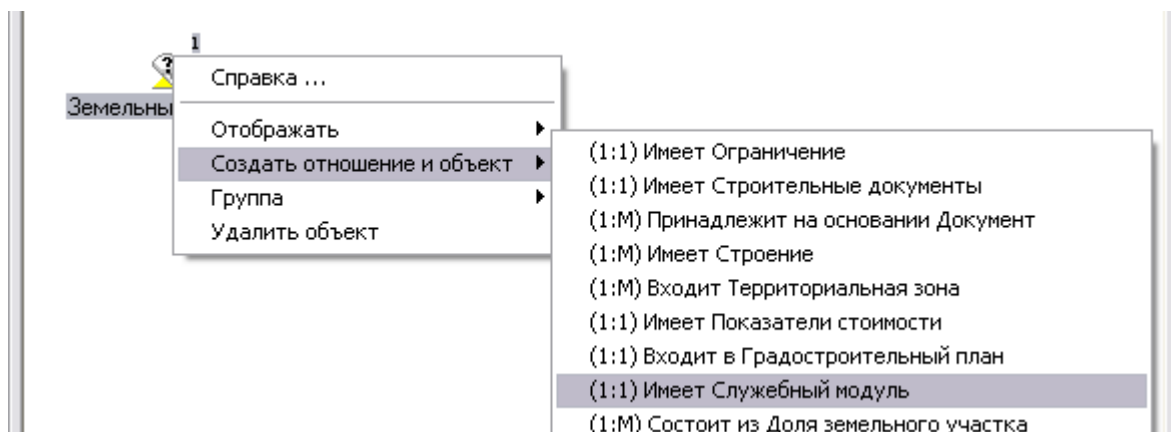 1
?
Земельны
Справка ...
Отображать
Создать отношение и объект
Группа
Удалить объект
(1:1) Имеет Ограничение
(1:1) Имеет Строительные документы
(1:M) Принадлежит на основании Документ
(1:M) Имеет Строение
(1:M) Входит Территориальная зона
(1:1) Имеет Показатели стоимости
(1:1) Входит в Градостроительный план
(1:1) Имеет Служебный модуль
(1:M) Состоит из Доля земельного участка